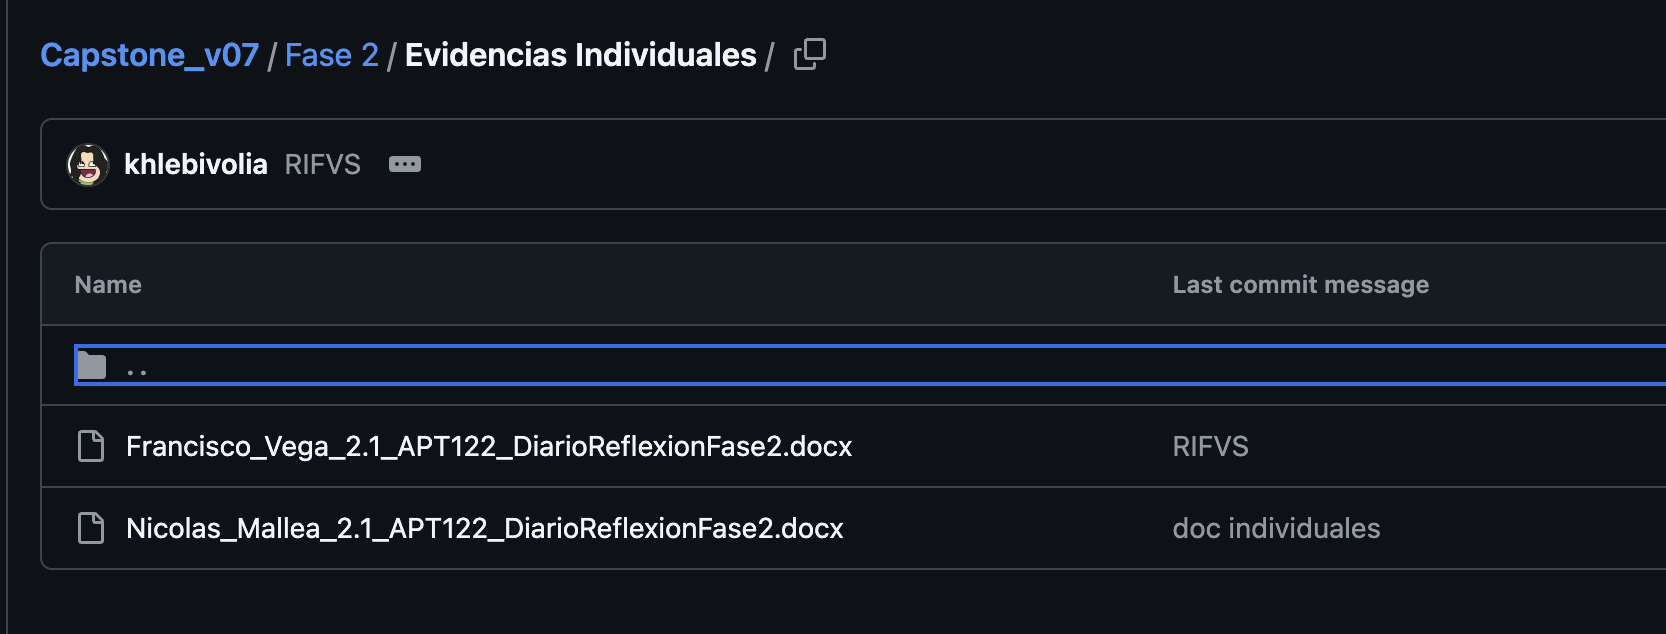 Capstone_v07 / Fase 2 / Evidencias Individuales /
khlebivolia RIFVS
Name Last commit message
..
Francisco_Vega_2.1_APT122_DiarioReflexionFase2.docx RIFVS
Nicolas_Mallea_2.1_APT122_DiarioReflexionFase2.docx doc individuales